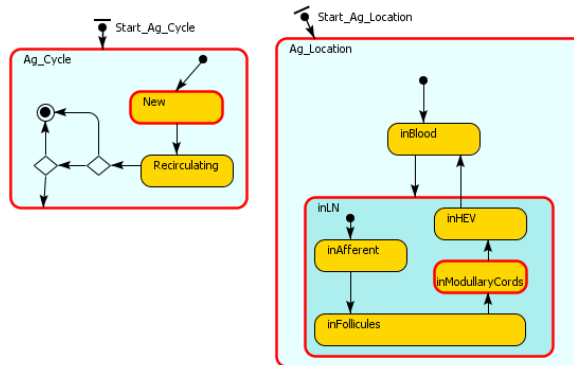 Start_Ag_Cycle
Ag_Cycle
New
Recirculating
Start_Ag_Location
Ag_Location
inBlood
inLN
inHEV
inAfferent
inModullaryCords
inFollicules